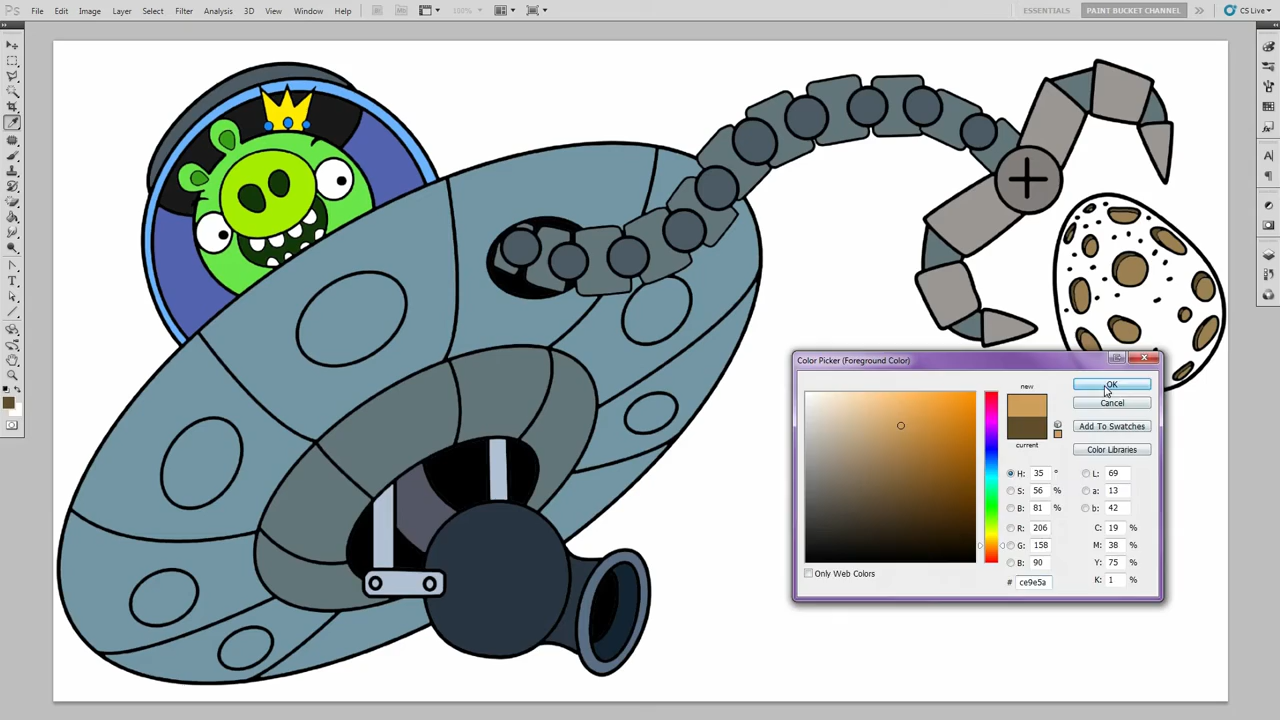 Ps File Edit Image Layer Select Filter Analysis 3D View Window Help 150% ESSENTIALS PAINT BUCKET CHANNEL CS Live
Color Picker (Foreground Color)
new
current
OK
Cancel
Add To Swatches
Color Libraries
H: 35 ° L: 69
S: 56 % a: 13
B: 81 % b: 42
R: 206 C: 19 %
G: 158 M: 38 %
B: 90 Y: 75 %
# ce9e5a K: 1 %
Only Web Colors